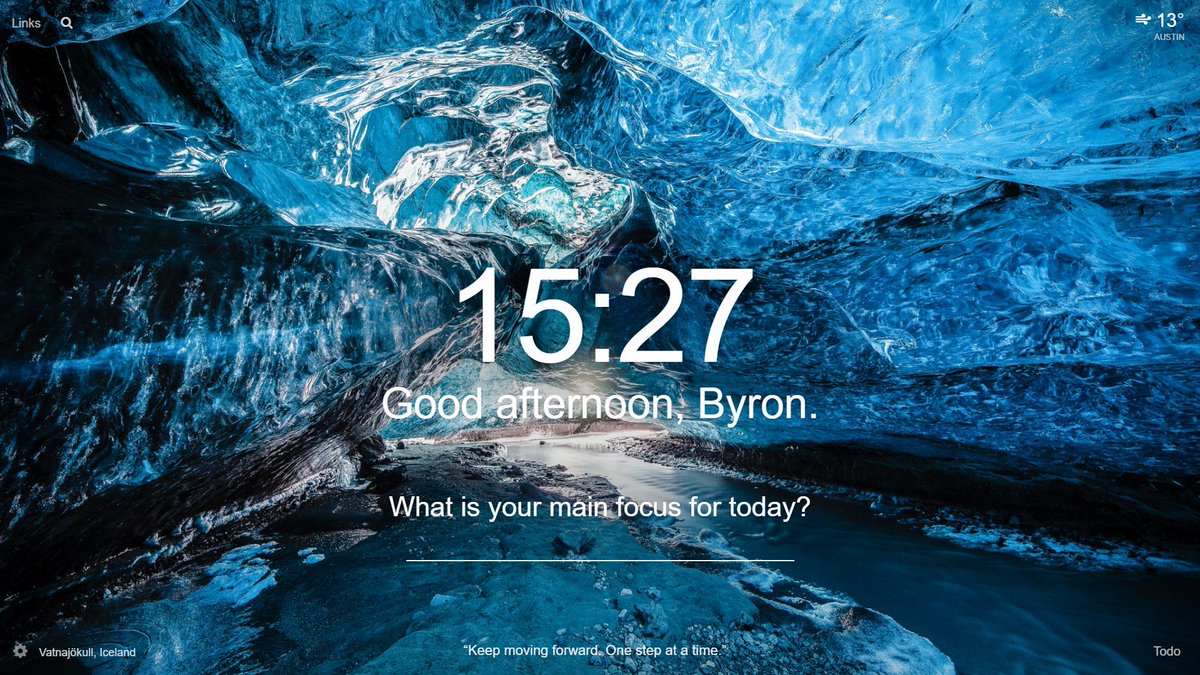 Links
13°
AUSTIN
15:27
Good afternoon, Byron.
What is your main focus for today?
Vatnajökull, Iceland
“Keep moving forward. One step at a time.”
Todo